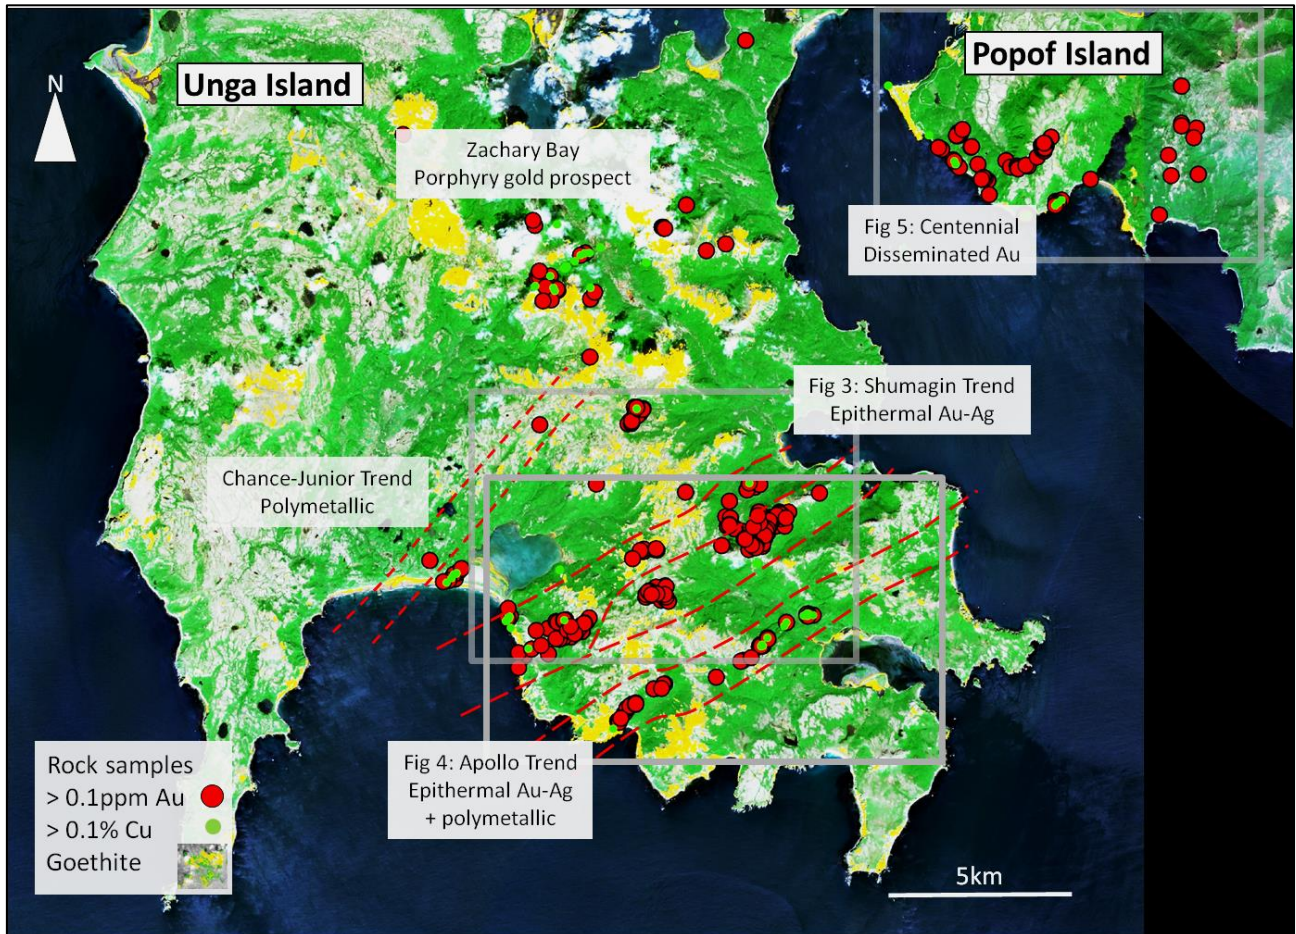 Unga Island
Popof Island
N
Zachary Bay
Porphyry gold prospect
Fig 5: Centennial
Disseminated Au
Fig 3: Shumagin Trend
Epithermal Au-Ag
Chance-Junior Trend
Polymetallic
Fig 4: Apollo Trend
Epithermal Au-Ag
+ polymetallic
Rock samples
> 0.1ppm Au
> 0.1% Cu
Goethite
5km